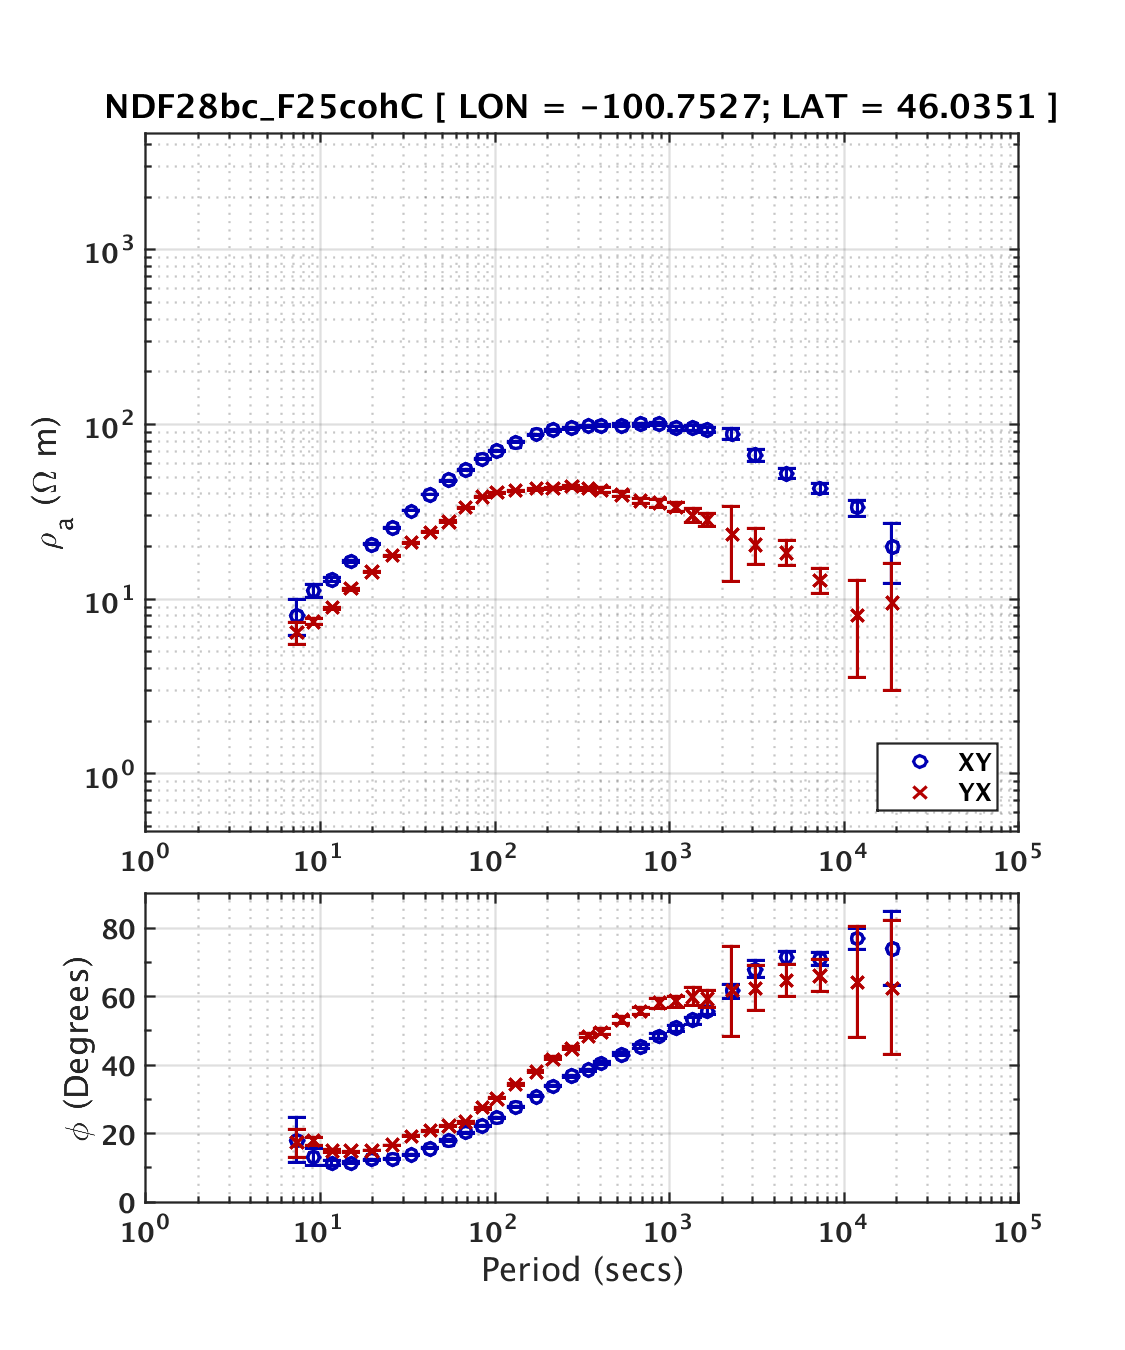 NDF28bc_F25cohC [ LON = -100.7527; LAT = 46.0351 ]
10³
10²
10¹
10⁰
ρₐ (Ω m)
XY
YX
10⁰ 10¹ 10² 10³ 10⁴ 10⁵
80
60
40
20
0
ϕ (Degrees)
10⁰ 10¹ 10² 10³ 10⁴ 10⁵
Period (secs)